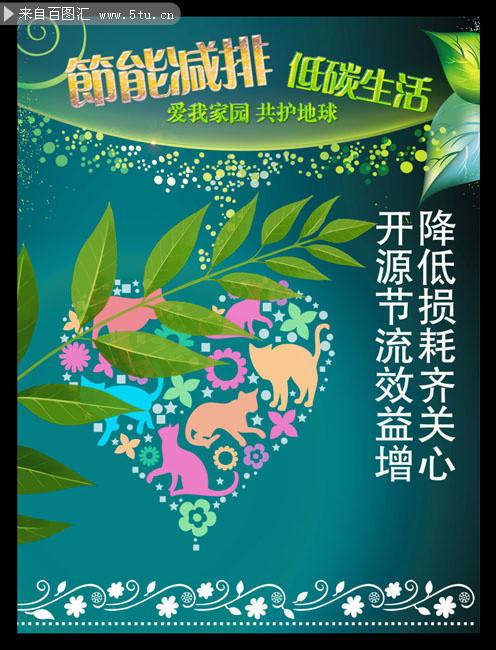 来自百图汇 www.5tu.cn
節能减排 低碳生活
爱我家园 共护地球
降低损耗齐关心
开源节流效益增